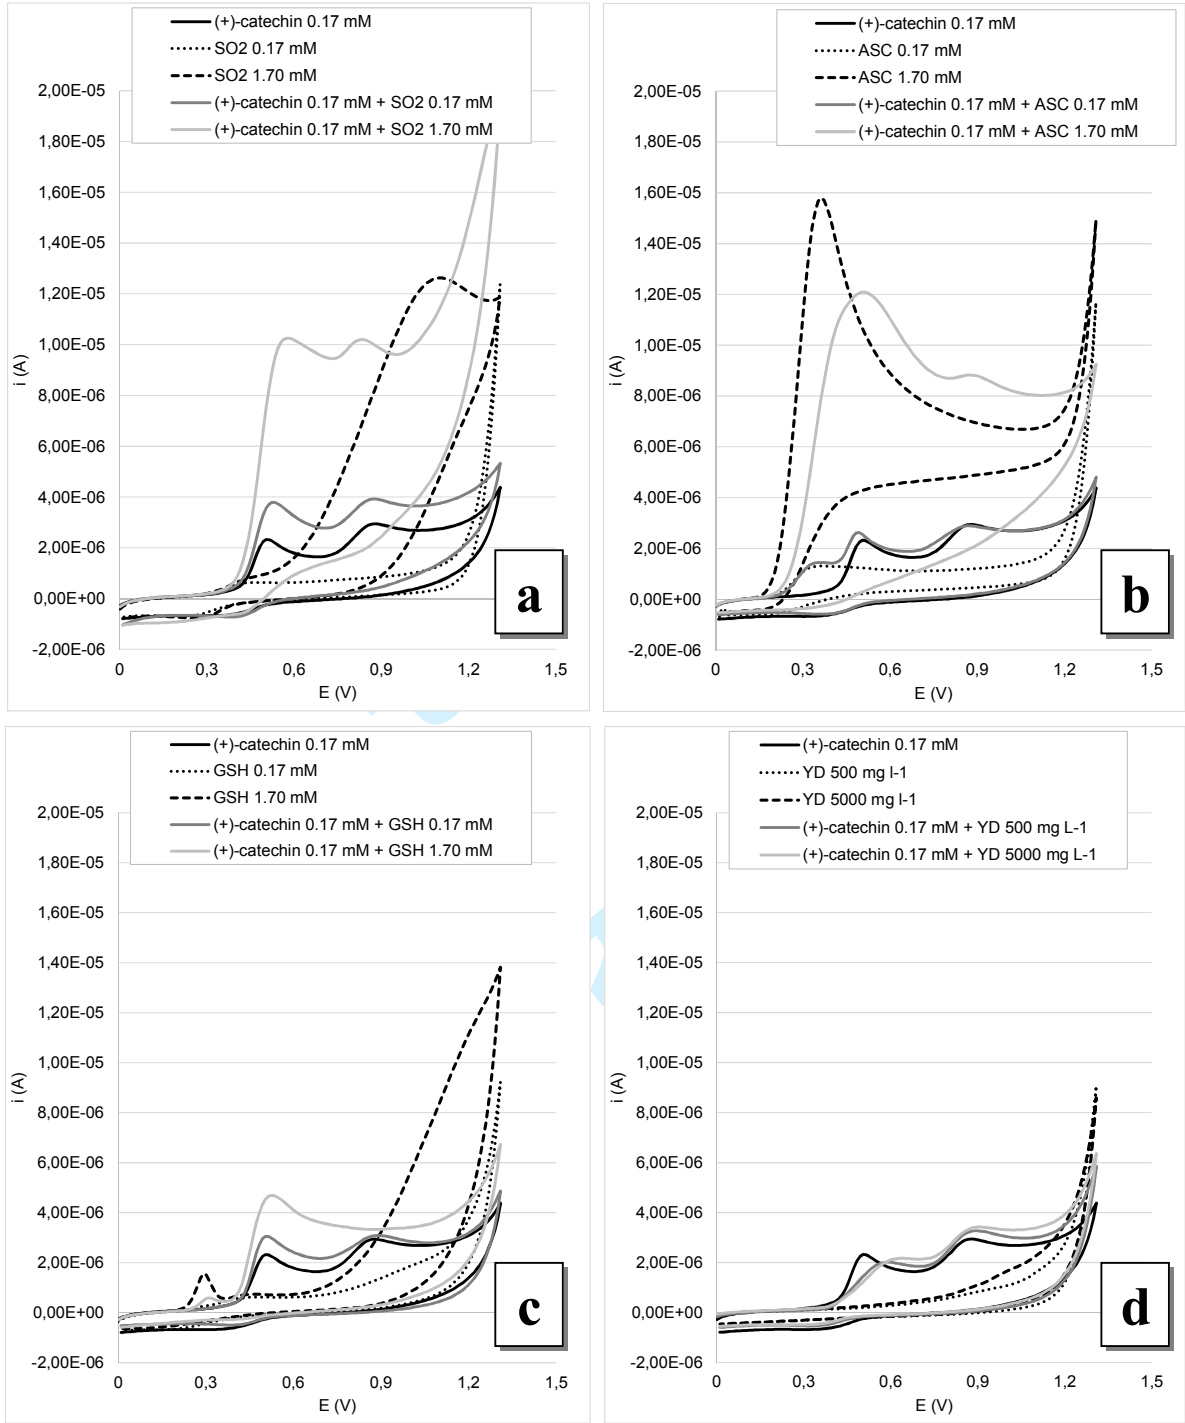 (+)-catechin 0.17 mM
SO2 0.17 mM
SO2 1.70 mM
(+)-catechin 0.17 mM + SO2 0.17 mM
(+)-catechin 0.17 mM + SO2 1.70 mM
2,00E-05
1,80E-05
1,60E-05
1,40E-05
1,20E-05
1,00E-05
8,00E-06
6,00E-06
4,00E-06
2,00E-06
0,00E+00
-2,00E-06
i (A)
0 0,3 0,6 0,9 1,2 1,5
E (V)
a
(+)-catechin 0.17 mM
ASC 0.17 mM
ASC 1.70 mM
(+)-catechin 0.17 mM + ASC 0.17 mM
(+)-catechin 0.17 mM + ASC 1.70 mM
2,00E-05
1,80E-05
1,60E-05
1,40E-05
1,20E-05
1,00E-05
8,00E-06
6,00E-06
4,00E-06
2,00E-06
0,00E+00
-2,00E-06
i (A)
0 0,3 0,6 0,9 1,2 1,5
E (V)
b
(+)-catechin 0.17 mM
GSH 0.17 mM
GSH 1.70 mM
(+)-catechin 0.17 mM + GSH 0.17 mM
(+)-catechin 0.17 mM + GSH 1.70 mM
2,00E-05
1,80E-05
1,60E-05
1,40E-05
1,20E-05
1,00E-05
8,00E-06
6,00E-06
4,00E-06
2,00E-06
0,00E+00
-2,00E-06
i (A)
0 0,3 0,6 0,9 1,2 1,5
E (V)
c
(+)-catechin 0.17 mM
YD 500 mg l-1
YD 5000 mg l-1
(+)-catechin 0.17 mM + YD 500 mg L-1
(+)-catechin 0.17 mM + YD 5000 mg L-1
2,00E-05
1,80E-05
1,60E-05
1,40E-05
1,20E-05
1,00E-05
8,00E-06
6,00E-06
4,00E-06
2,00E-06
0,00E+00
-2,00E-06
i (A)
0 0,3 0,6 0,9 1,2 1,5
E (V)
d